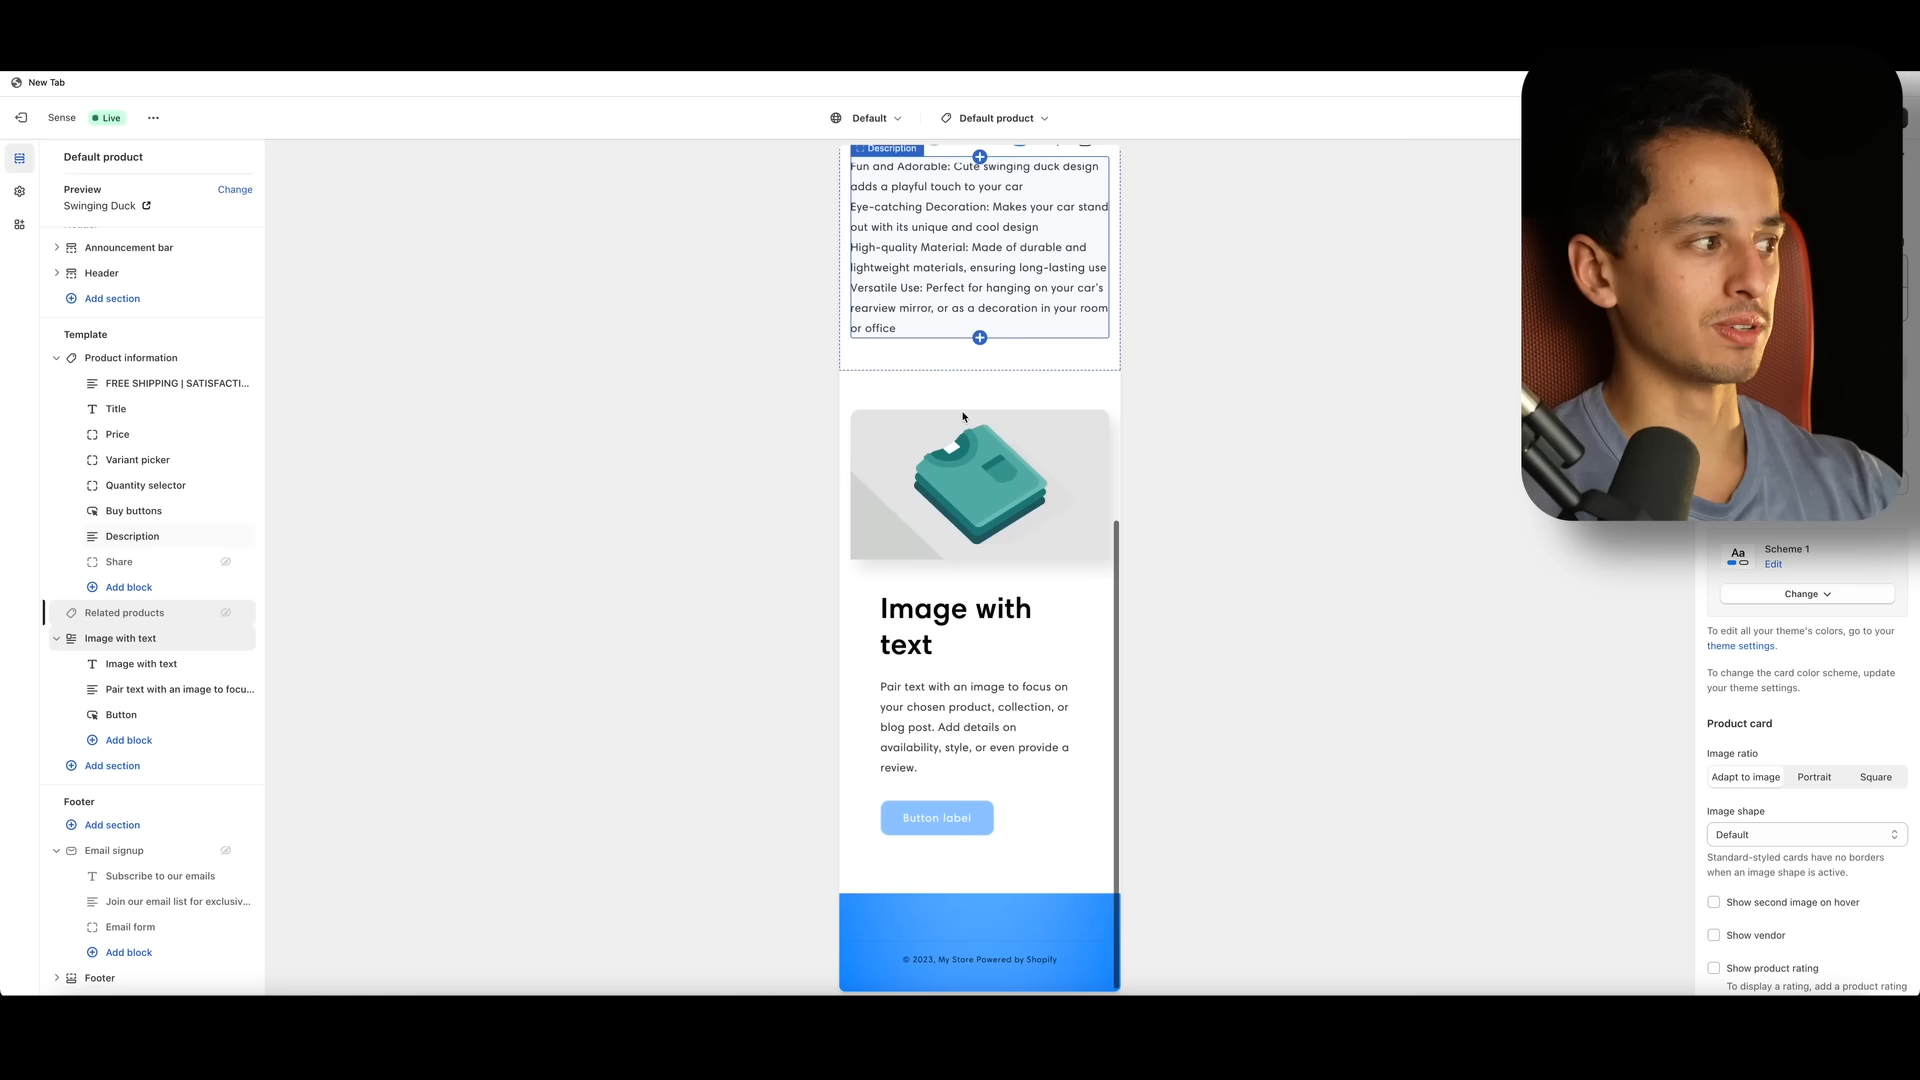 New Tab
Sense
Live
Default
Default product
Default product
Preview
Change
Swinging Duck
Announcement bar
Header
Add section
Template
Product information
FREE SHIPPING | SATISFACTI...
Title
Price
Variant picker
Quantity selector
Buy buttons
Description
Share
Add block
Related products
Image with text
Image with text
Pair text with an image to focu...
Button
Add block
Add section
Footer
Add section
Email signup
Subscribe to our emails
Join our email list for exclusiv...
Email form
Add block
Footer
Description
Fun and Adorable: Cute swinging duck design
adds a playful touch to your car
Eye-catching Decoration: Makes your car stand
out with its unique and cool design
High-quality Material: Made of durable and
lightweight materials, ensuring long-lasting use
Versatile Use: Perfect for hanging on your car's
rearview mirror, or as a decoration in your room
or office
Image with
text
Pair text with an image to focus on
your chosen product, collection, or
blog post. Add details on
availability, style, or even provide a
review.
Button label
© 2023, My Store Powered by Shopify
Aa
Scheme 1
Edit
Change
To edit all your theme's colors, go to your
theme settings.
To change the card color scheme, update
your theme settings.
Product card
Image ratio
Adapt to image
Portrait
Square
Image shape
Default
Standard-styled cards have no borders
when an image shape is active.
Show second image on hover
Show vendor
Show product rating
To display a rating, add a product rating